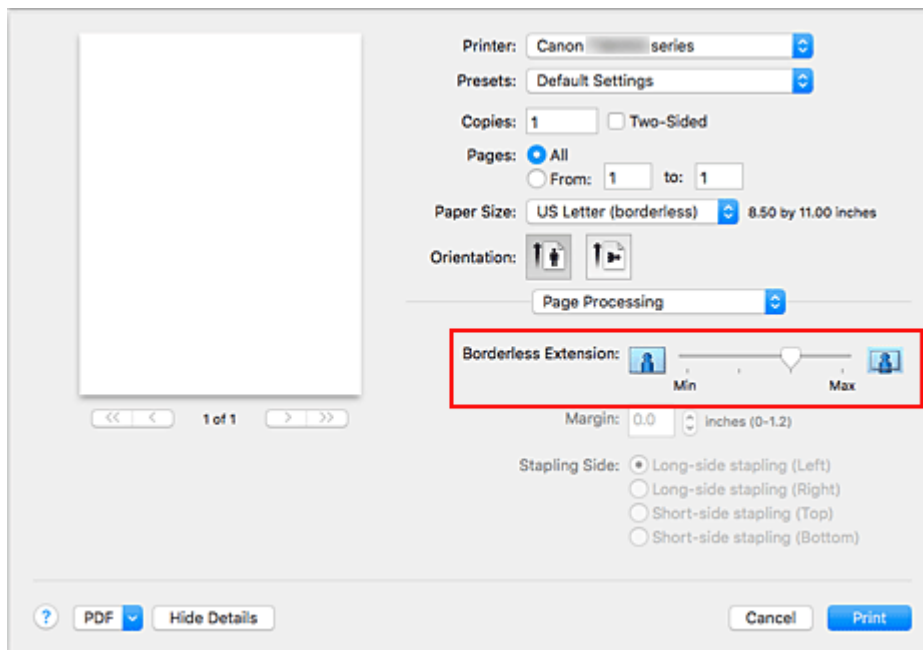 Printer: Canon series
Presets: Default Settings
Copies: 1 Two-Sided
Pages: All
From: 1 to: 1
Paper Size: US Letter (borderless) 8.50 by 11.00 inches
Orientation:
Page Processing
Borderless Extension:
Min Max
<< < 1 of 1 > >>
Margin: 0.0 inches (0-1.2)
Stapling Side: Long-side stapling (Left)
Long-side stapling (Right)
Short-side stapling (Top)
Short-side stapling (Bottom)
? PDF Hide Details Cancel Print